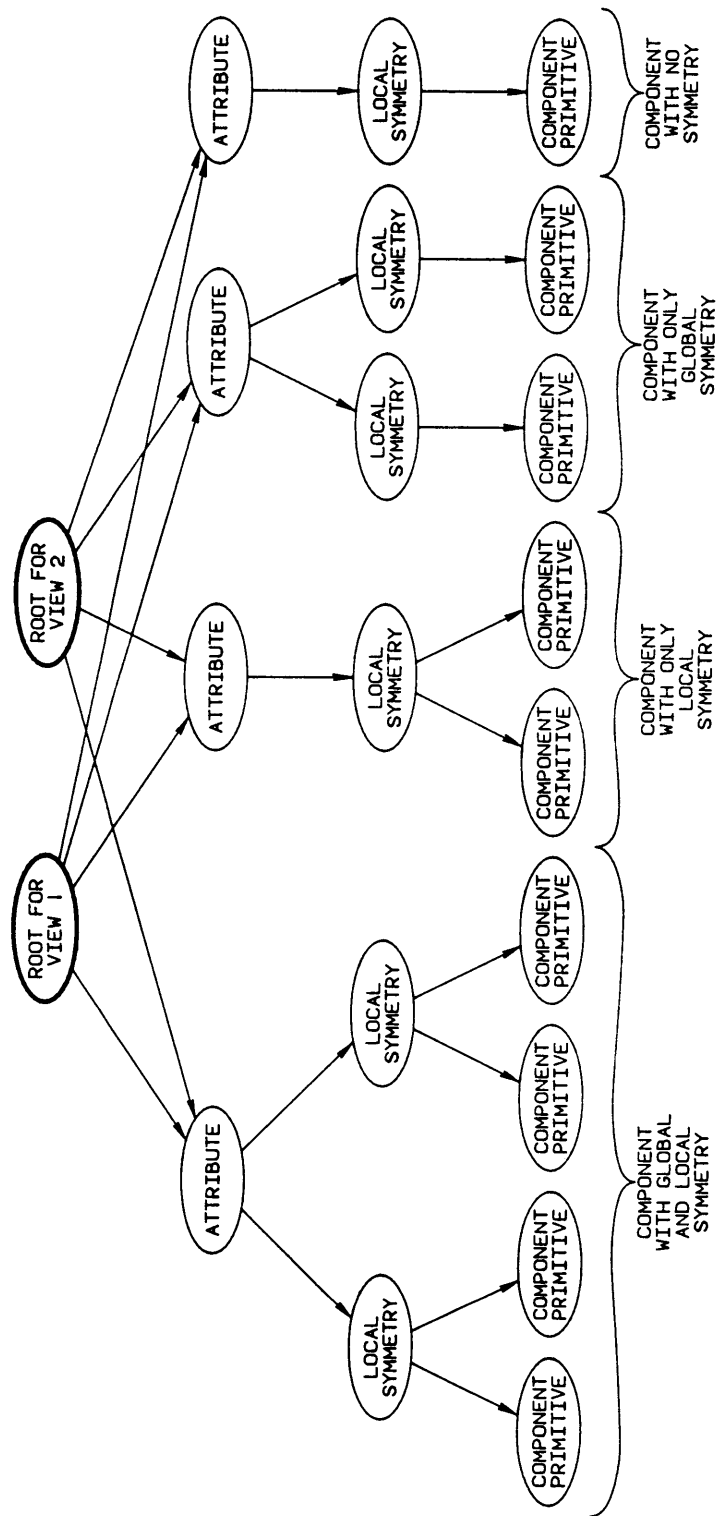 ROOT FOR
VIEW 1
ROOT FOR
VIEW 2
ATTRIBUTE
ATTRIBUTE
ATTRIBUTE
ATTRIBUTE
LOCAL
SYMMETRY
LOCAL
SYMMETRY
LOCAL
SYMMETRY
LOCAL
SYMMETRY
LOCAL
SYMMETRY
LOCAL
SYMMETRY
COMPONENT
PRIMITIVE
COMPONENT
PRIMITIVE
COMPONENT
PRIMITIVE
COMPONENT
PRIMITIVE
COMPONENT
PRIMITIVE
COMPONENT
PRIMITIVE
COMPONENT
PRIMITIVE
COMPONENT
PRIMITIVE
COMPONENT
PRIMITIVE
COMPONENT
WITH GLOBAL
AND LOCAL
SYMMETRY
COMPONENT
WITH ONLY
LOCAL
SYMMETRY
COMPONENT
WITH ONLY
GLOBAL
SYMMETRY
COMPONENT
WITH NO
SYMMETRY